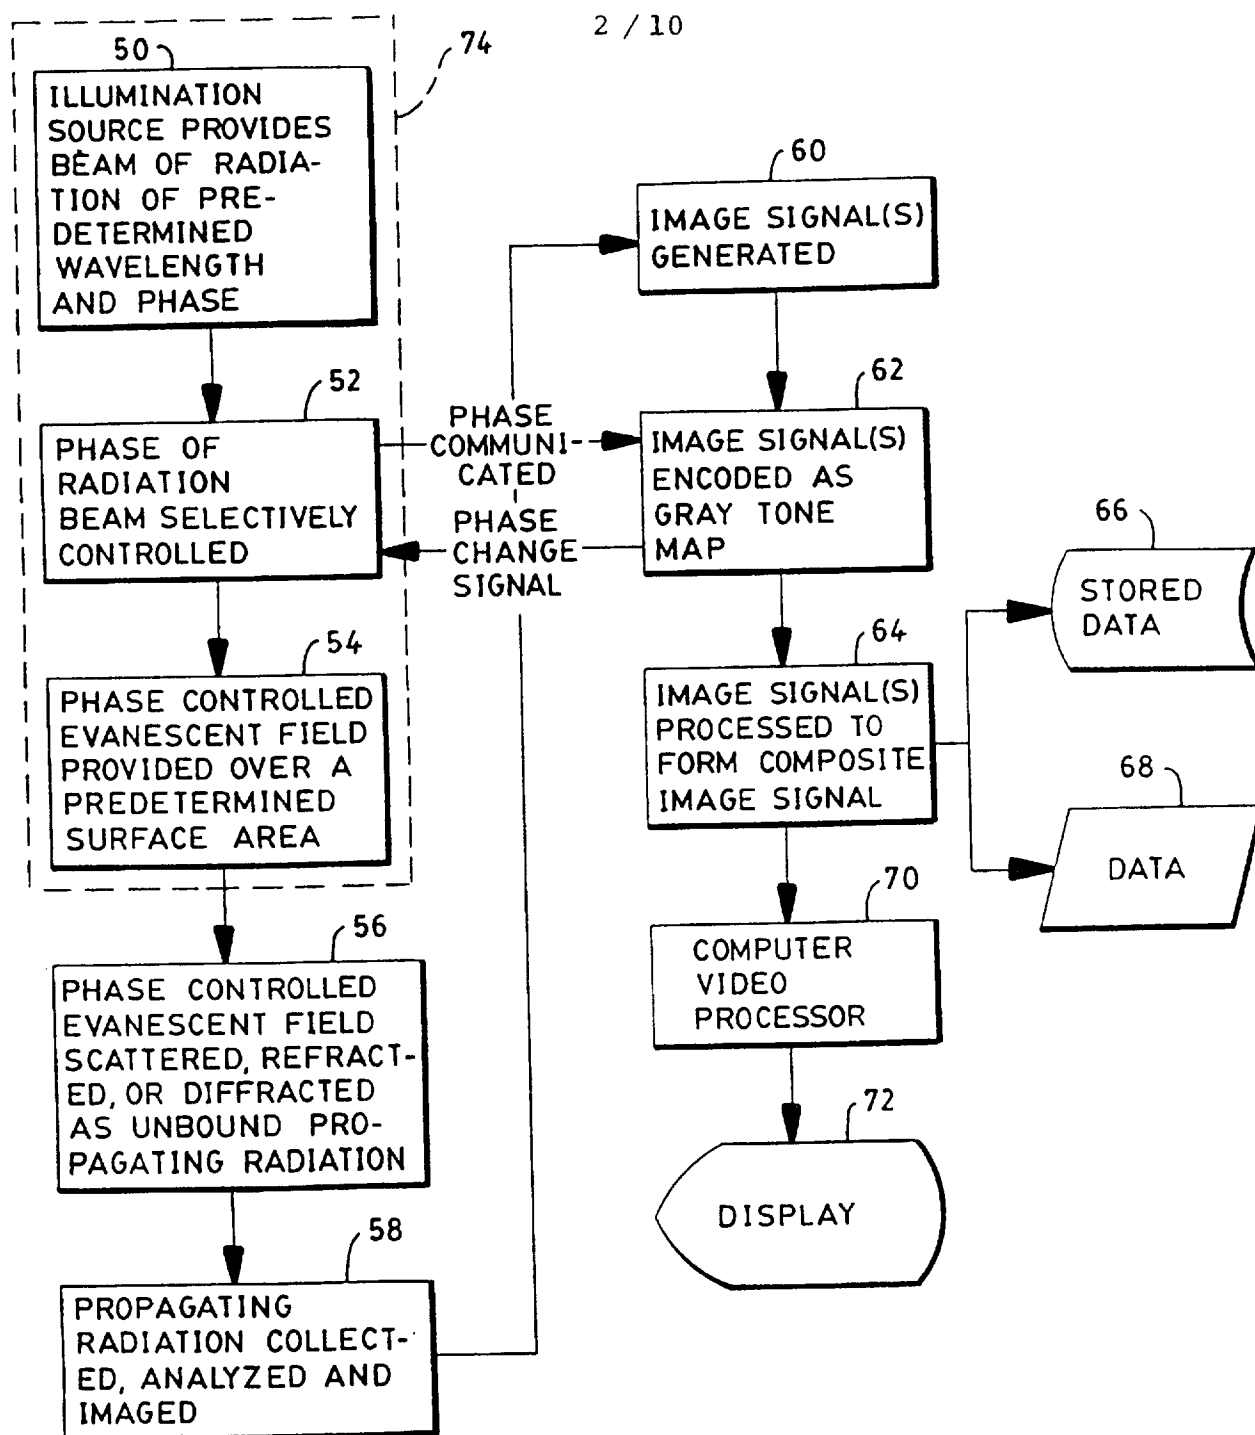 2 / 10
50
74
ILLUMINATION
SOURCE PROVIDES
BEAM OF RADIA-
TION OF PRE-
DETERMINED
WAVELENGTH
AND PHASE
52
PHASE OF
RADIATION
BEAM SELECTIVELY
CONTROLLED
PHASE
COMMUNI-
CATED
PHASE
CHANGE
SIGNAL
54
PHASE CONTROLLED
EVANESCENT FIELD
PROVIDED OVER A
PREDETERMINED
SURFACE AREA
56
PHASE CONTROLLED
EVANESCENT FIELD
SCATTERED, REFRACT-
ED, OR DIFFRACTED
AS UNBOUND PRO-
PAGATING RADIATION
58
PROPAGATING
RADIATION COLLECT-
ED, ANALYZED AND
IMAGED
60
IMAGE SIGNAL(S)
GENERATED
62
IMAGE SIGNAL(S)
ENCODED AS
GRAY TONE
MAP
64
IMAGE SIGNAL(S)
PROCESSED TO
FORM COMPOSITE
IMAGE SIGNAL
66
STORED
DATA
68
DATA
70
COMPUTER
VIDEO
PROCESSOR
72
DISPLAY